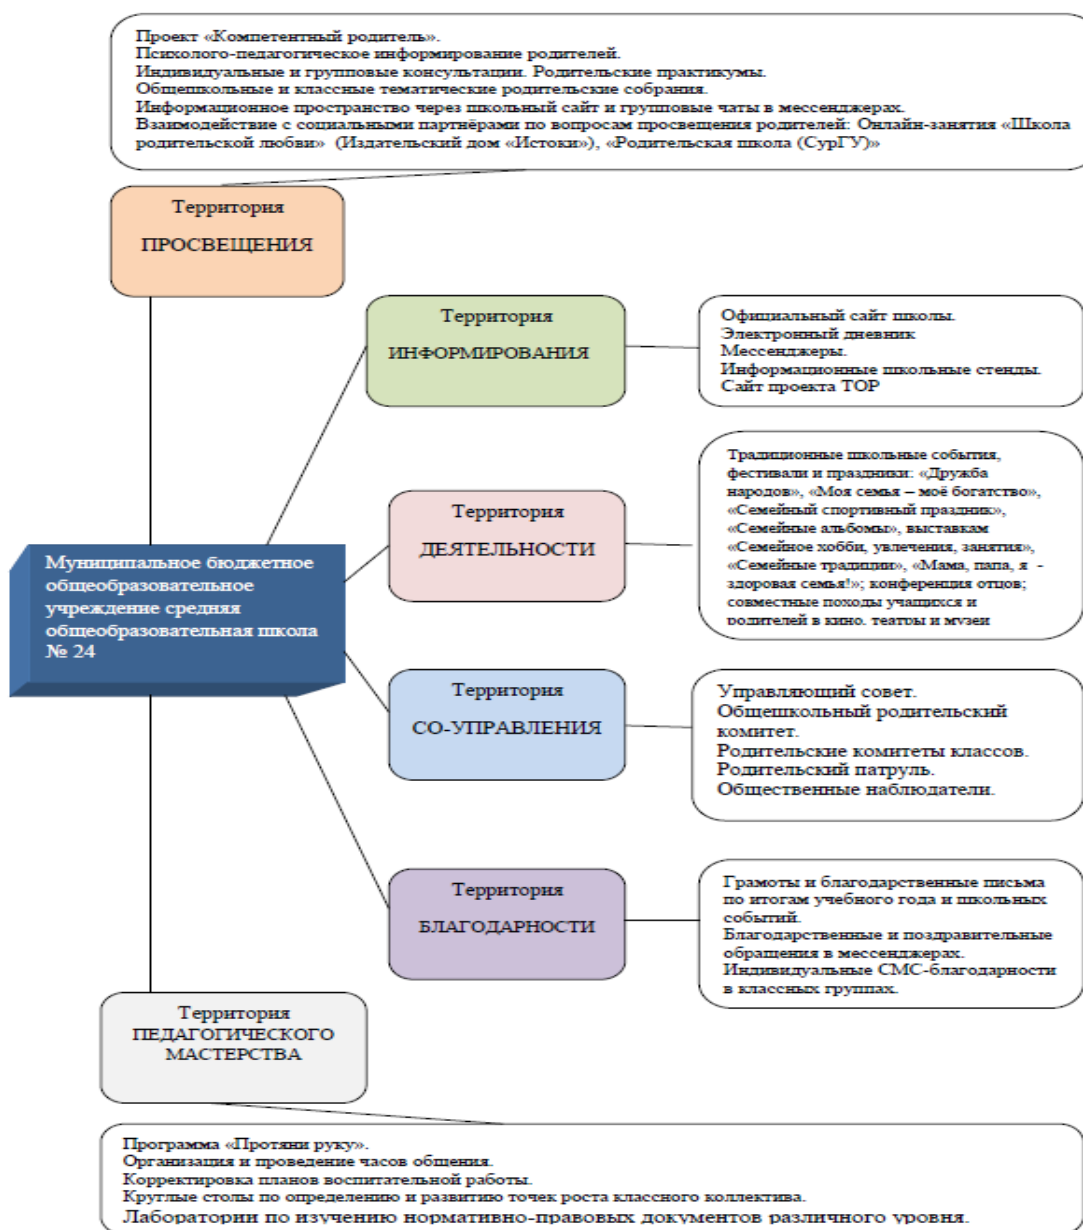 Проект «Компетентный родитель».
Психолого-педагогическое информирование родителей.
Индивидуальные и групповые консультации. Родительские практикумы.
Общешкольные и классные тематические родительские собрания.
Информационное пространство через школьный сайт и групповые чаты в мессенджерах.
Взаимодействие с социальными партнёрами по вопросам просвещения родителей: Онлайн-занятия «Школа
родительской любви» (Издательский дом «Истоки»), «Родительская школа (СурГУ)»
Территория
ПРОСВЕЩЕНИЯ
Территория
ИНФОРМИРОВАНИЯ
Официальный сайт школы.
Электронный дневник
Мессенджеры.
Информационные школьные стенды.
Сайт проекта ТОР
Территория
ДЕЯТЕЛЬНОСТИ
Традиционные школьные события,
фестивали и праздники: «Дружба
народов», «Моя семья – моё богатство»,
«Семейный спортивный праздник»,
«Семейные альбомы», выставкам
«Семейное хобби, увлечения, занятия»,
«Семейные традиции», «Мама, папа, я -
здоровая семья!»; конференция отцов;
совместные походы учащихся и
родителей в кино, театры и музеи
Муниципальное бюджетное
общеобразовательное
учреждение средняя
общеобразовательная школа
№ 24
Территория
СО-УПРАВЛЕНИЯ
Управляющий совет.
Общешкольный родительский
комитет.
Родительские комитеты классов.
Родительский патруль.
Общественные наблюдатели.
Территория
БЛАГОДАРНОСТИ
Грамоты и благодарственные письма
по итогам учебного года и школьных
событий.
Благодарственные и поздравительные
обращения в мессенджерах.
Индивидуальные СМС-благодарности
в классных группах.
Территория
ПЕДАГОГИЧЕСКОГО
МАСТЕРСТВА
Программа «Протяни руку».
Организация и проведение часов общения.
Корректировка планов воспитательной работы.
Круглые столы по определению и развитию точек роста классного коллектива.
Лаборатории по изучению нормативно-правовых документов различного уровня.